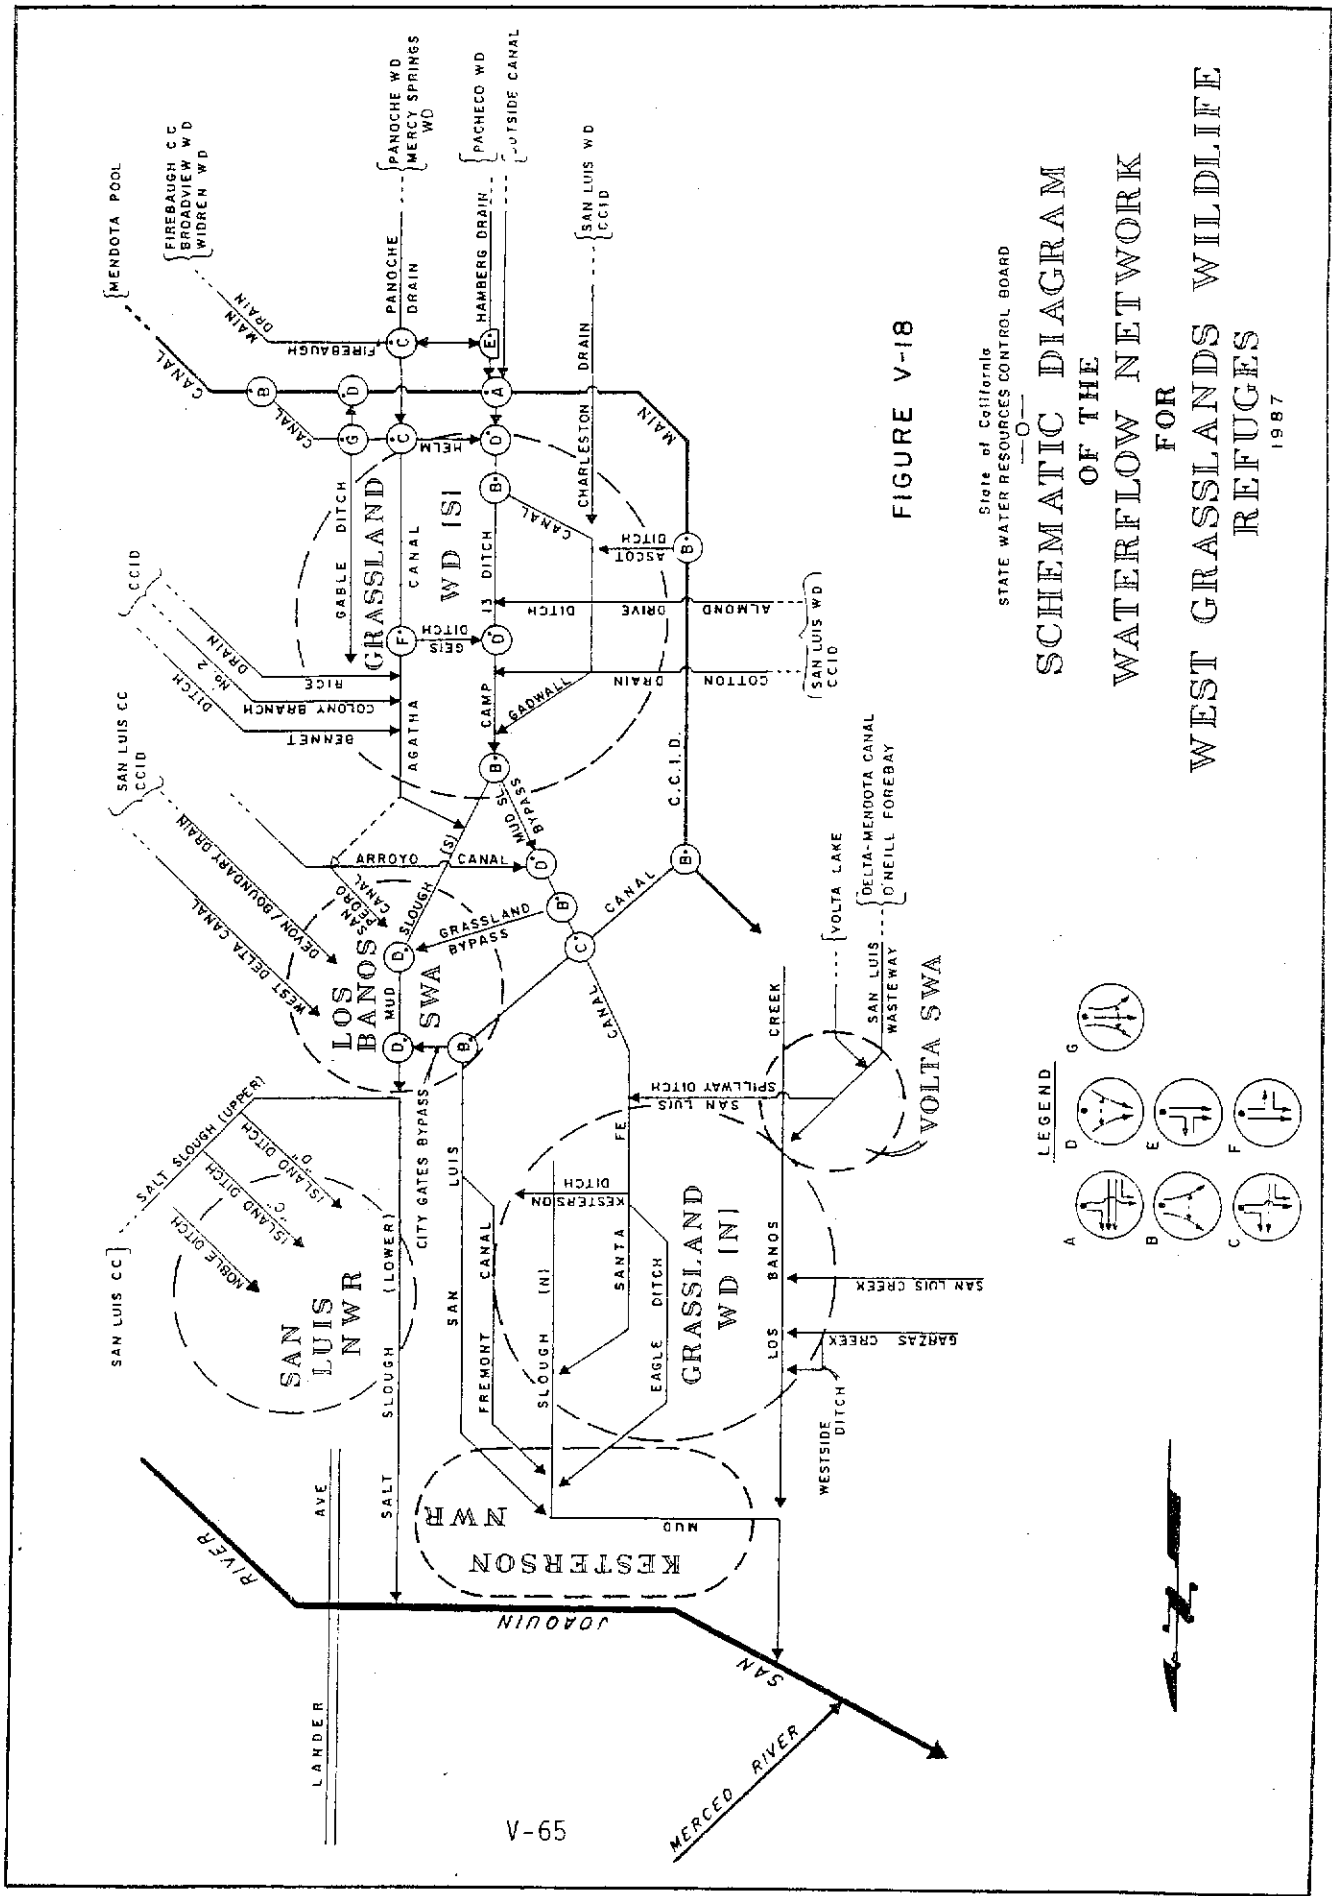 FIGURE V-18
State of California
STATE WATER RESOURCES CONTROL BOARD
SCHEMATIC DIAGRAM
OF THE
WATERFLOW NETWORK
FOR
WEST GRASSLANDS WILDLIFE
REFUGES
1987
MENDOTA POOL
FIREBAUGH CC
BROADVIEW WD
WIDREN WD
PANOCHE WD
MERCY SPRINGS
WD
PACHECO WD
OUTSIDE CANAL
SAN LUIS WD
CCID
MAIN
CANAL
FIREBAUGH
MAIN
DRAIN
PANOCHE
DRAIN
HAMBERG DRAIN
CHARLESTON DRAIN
CANAL
HELM
GABLE DITCH
GRASSLAND
WD [S]
AGATHA
CANAL
GEIS
DITCH
CAMP
13
DITCH
CANAL
GADWALL
ASCOT
DITCH
ALMOND
DRIVE
DITCH
COTTON
DRAIN
SAN LUIS WD
CCID
CCID
RICE
DRAIN
COLONY BRANCH
No. 2
BENNET
DITCH
SAN LUIS CC
CCID
DEVON/BOUNDARY DRAIN
WEST DELTA CANAL
ARROYO
CANAL
SAN
PEDRO
CANAL
MUD
SLOUGH
(S)
MUD SL
BYPASS
GRASSLAND
BYPASS
LOS
BANOS
SWA
CITY GATES BYPASS
C.C.I.D.
CANAL
VOLTA LAKE
DELTA-MENDOTA CANAL
O'NEILL FOREBAY
SAN LUIS
WASTEWAY
VOLTA SWA
SAN LUIS
SPILLWAY DITCH
SAN LUIS CC
SALT SLOUGH (UPPER)
ISLAND DITCH
"D"
ISLAND DITCH
"C"
NOBLE DITCH
SAN
LUIS
NWR
SALT
SLOUGH
(LOWER)
SAN
LUIS
FREMONT
CANAL
KESTERSON
DITCH
SANTA
FE
CANAL
EAGLE
DITCH
SLOUGH
(N)
MUD
GRASSLAND
WD [N]
LOS
BANOS
CREEK
SAN LUIS CREEK
GARZAS CREEK
WESTSIDE
DITCH
KESTERSON
NWR
LANDER
AVE
SAN
JOAQUIN
RIVER
MERCED
RIVER
B
D
A
G
C
D
C
E
B
F
D
B
B
D
B
C
B
D
D
B
LEGEND
A
B
C
D
E
F
G
V-65